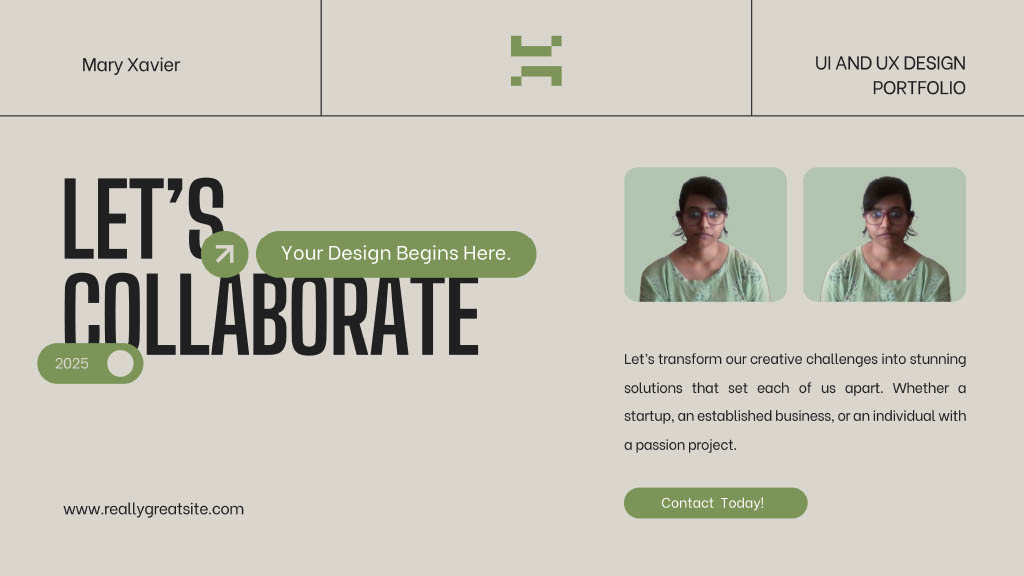 Mary Xavier
UI AND UX DESIGN
PORTFOLIO
LET’S
Your Design Begins Here.
COLLABORATE
2025
Let’s transform our creative challenges into stunning
solutions that set each of us apart. Whether a
startup, an established business, or an individual with
a passion project.
Contact Today!
www.reallygreatsite.com